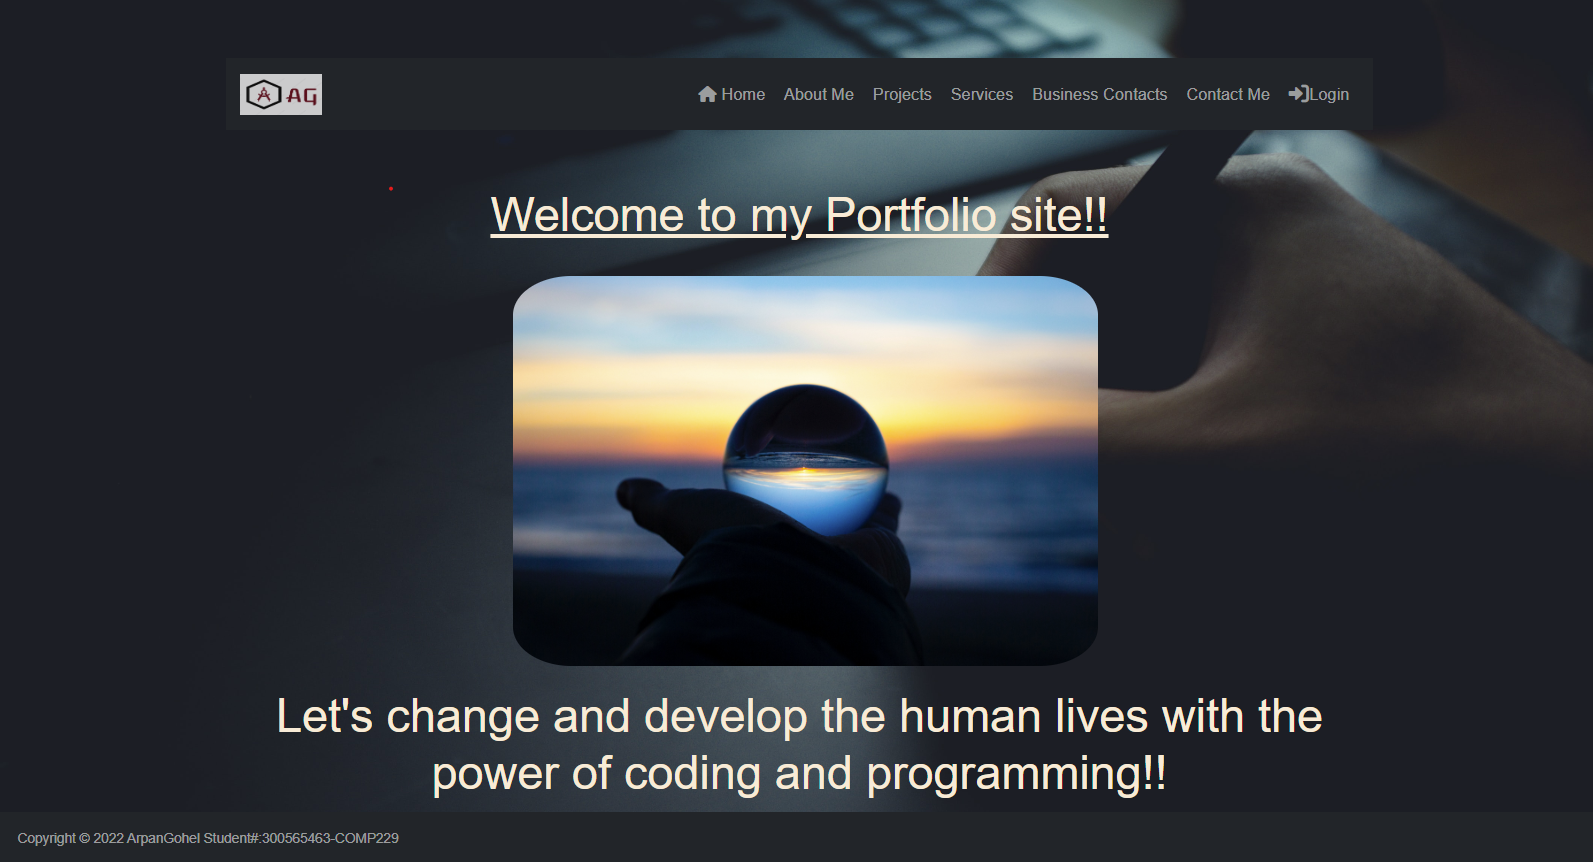 A AG
Home About Me Projects Services Business Contacts Contact Me Login
Welcome to my Portfolio site!!
Let's change and develop the human lives with the
power of coding and programming!!
Copyright © 2022 ArpanGohel Student#:300565463-COMP229